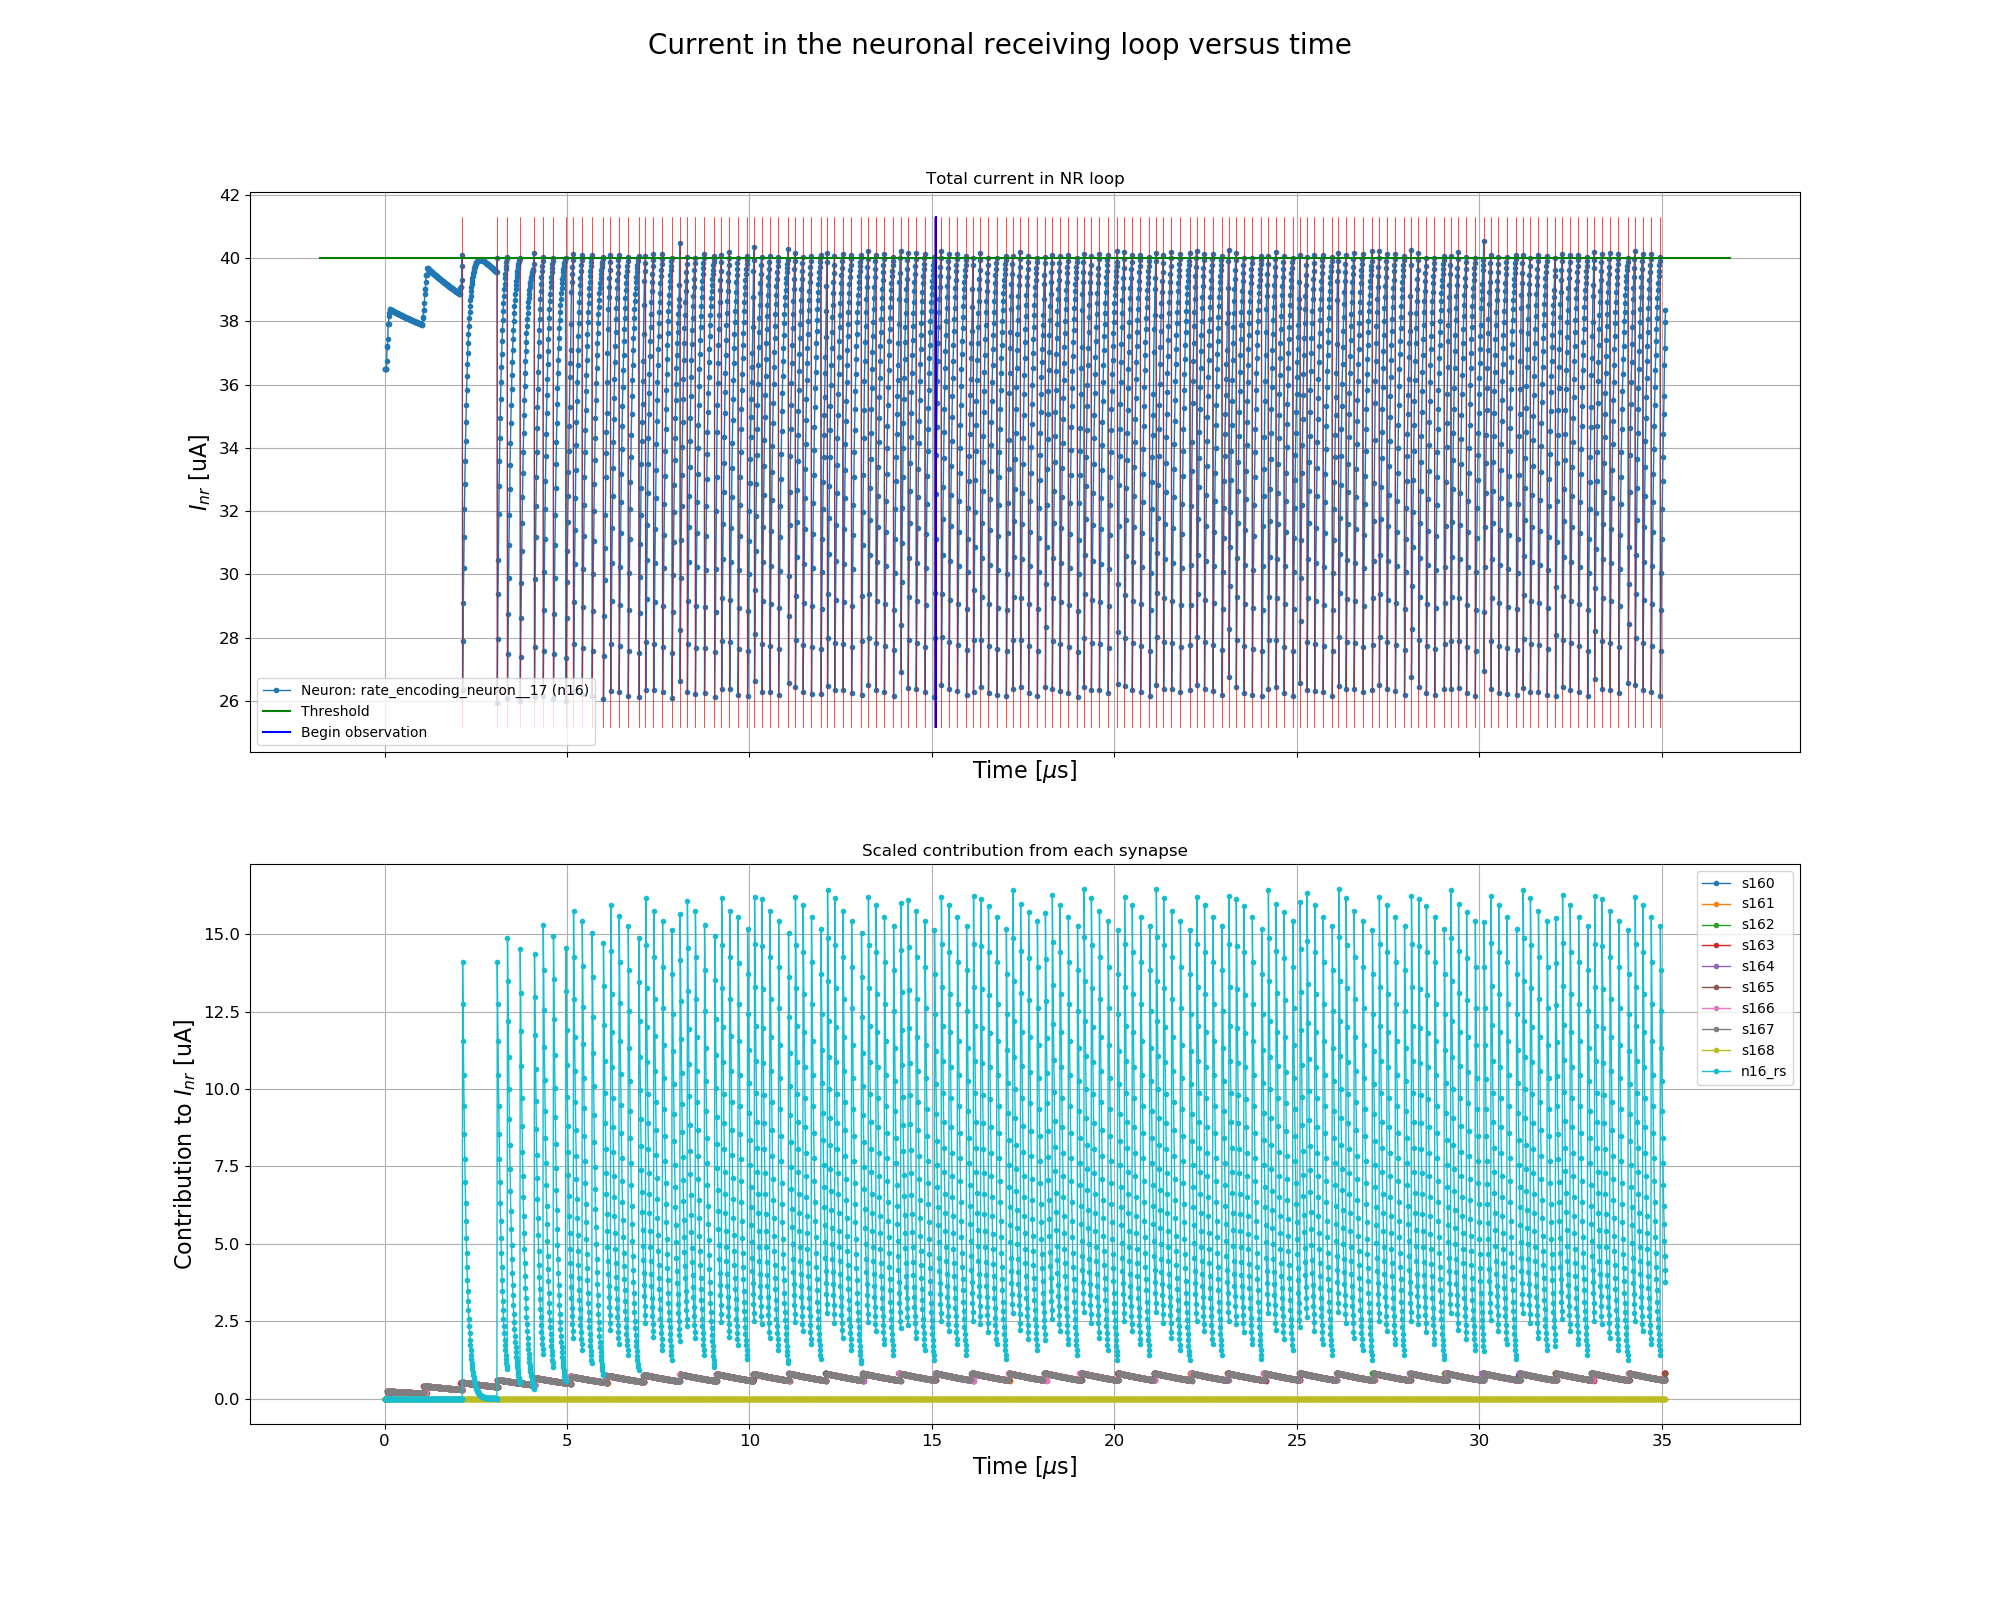 Current in the neuronal receiving loop versus time
Total current in NR loop
42
40
38
36
34
32
30
28
26
I_nr [uA]
Neuron: rate_encoding_neuron__17 (n16)
Threshold
Begin observation
Time [μs]
Scaled contribution from each synapse
15.0
12.5
10.0
7.5
5.0
2.5
0.0
Contribution to I_nr [uA]
s160
s161
s162
s163
s164
s165
s166
s167
s168
n16_rs
0 5 10 15 20 25 30 35
Time [μs]